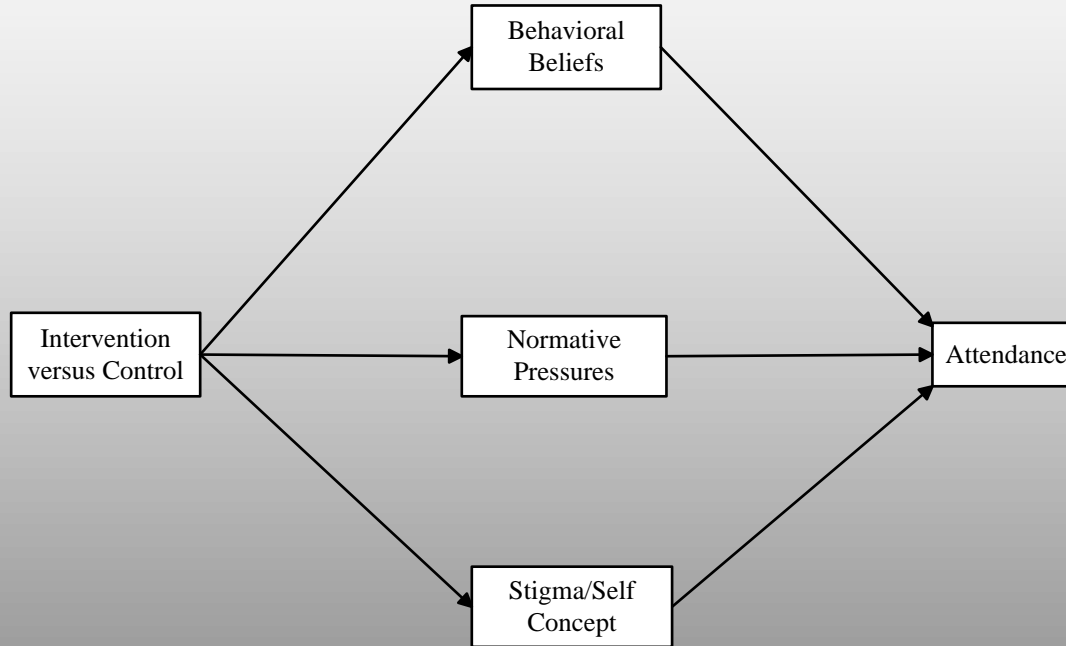 Behavioral
Beliefs
Intervention
versus Control
Normative
Pressures
Attendance
Stigma/Self
Concept